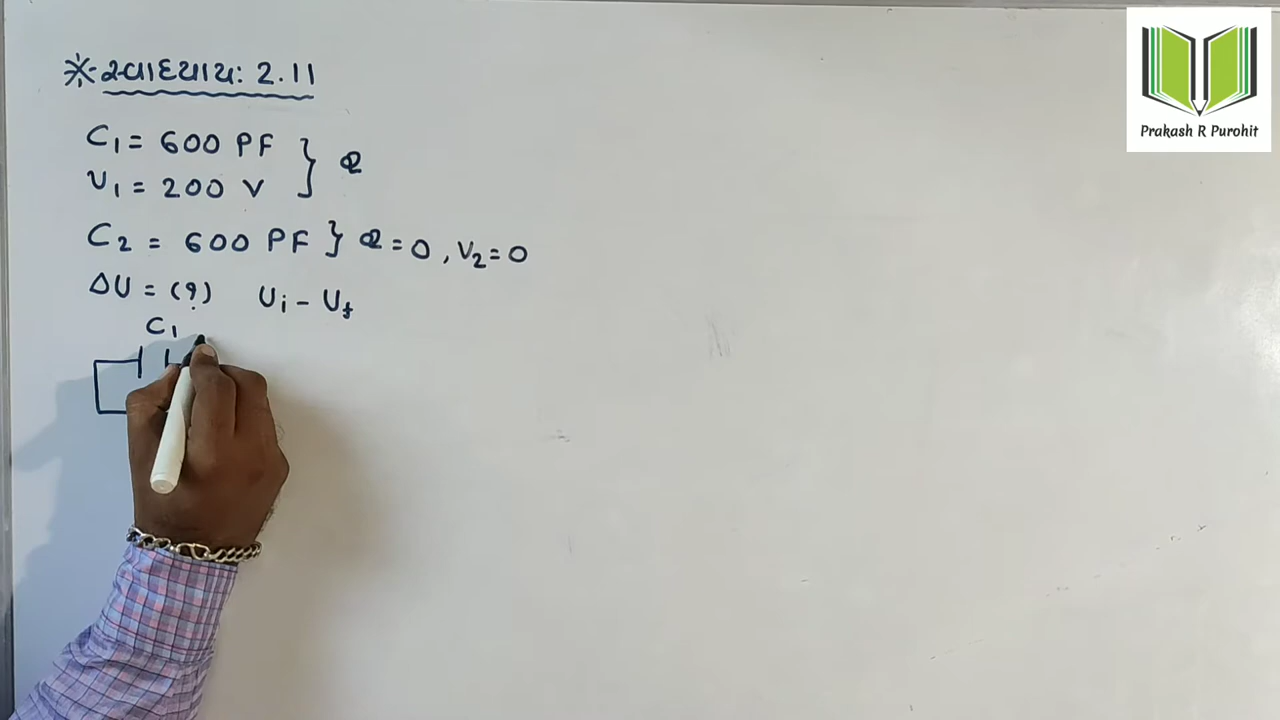 * સ્વાધ્યાય: 2.11
C₁ = 600 PF
V₁ = 200 V } Q
C₂ = 600 PF } Q = 0, V₂ = 0
ΔU = (?) Uᵢ - U_f
C₁
Prakash R Purohit